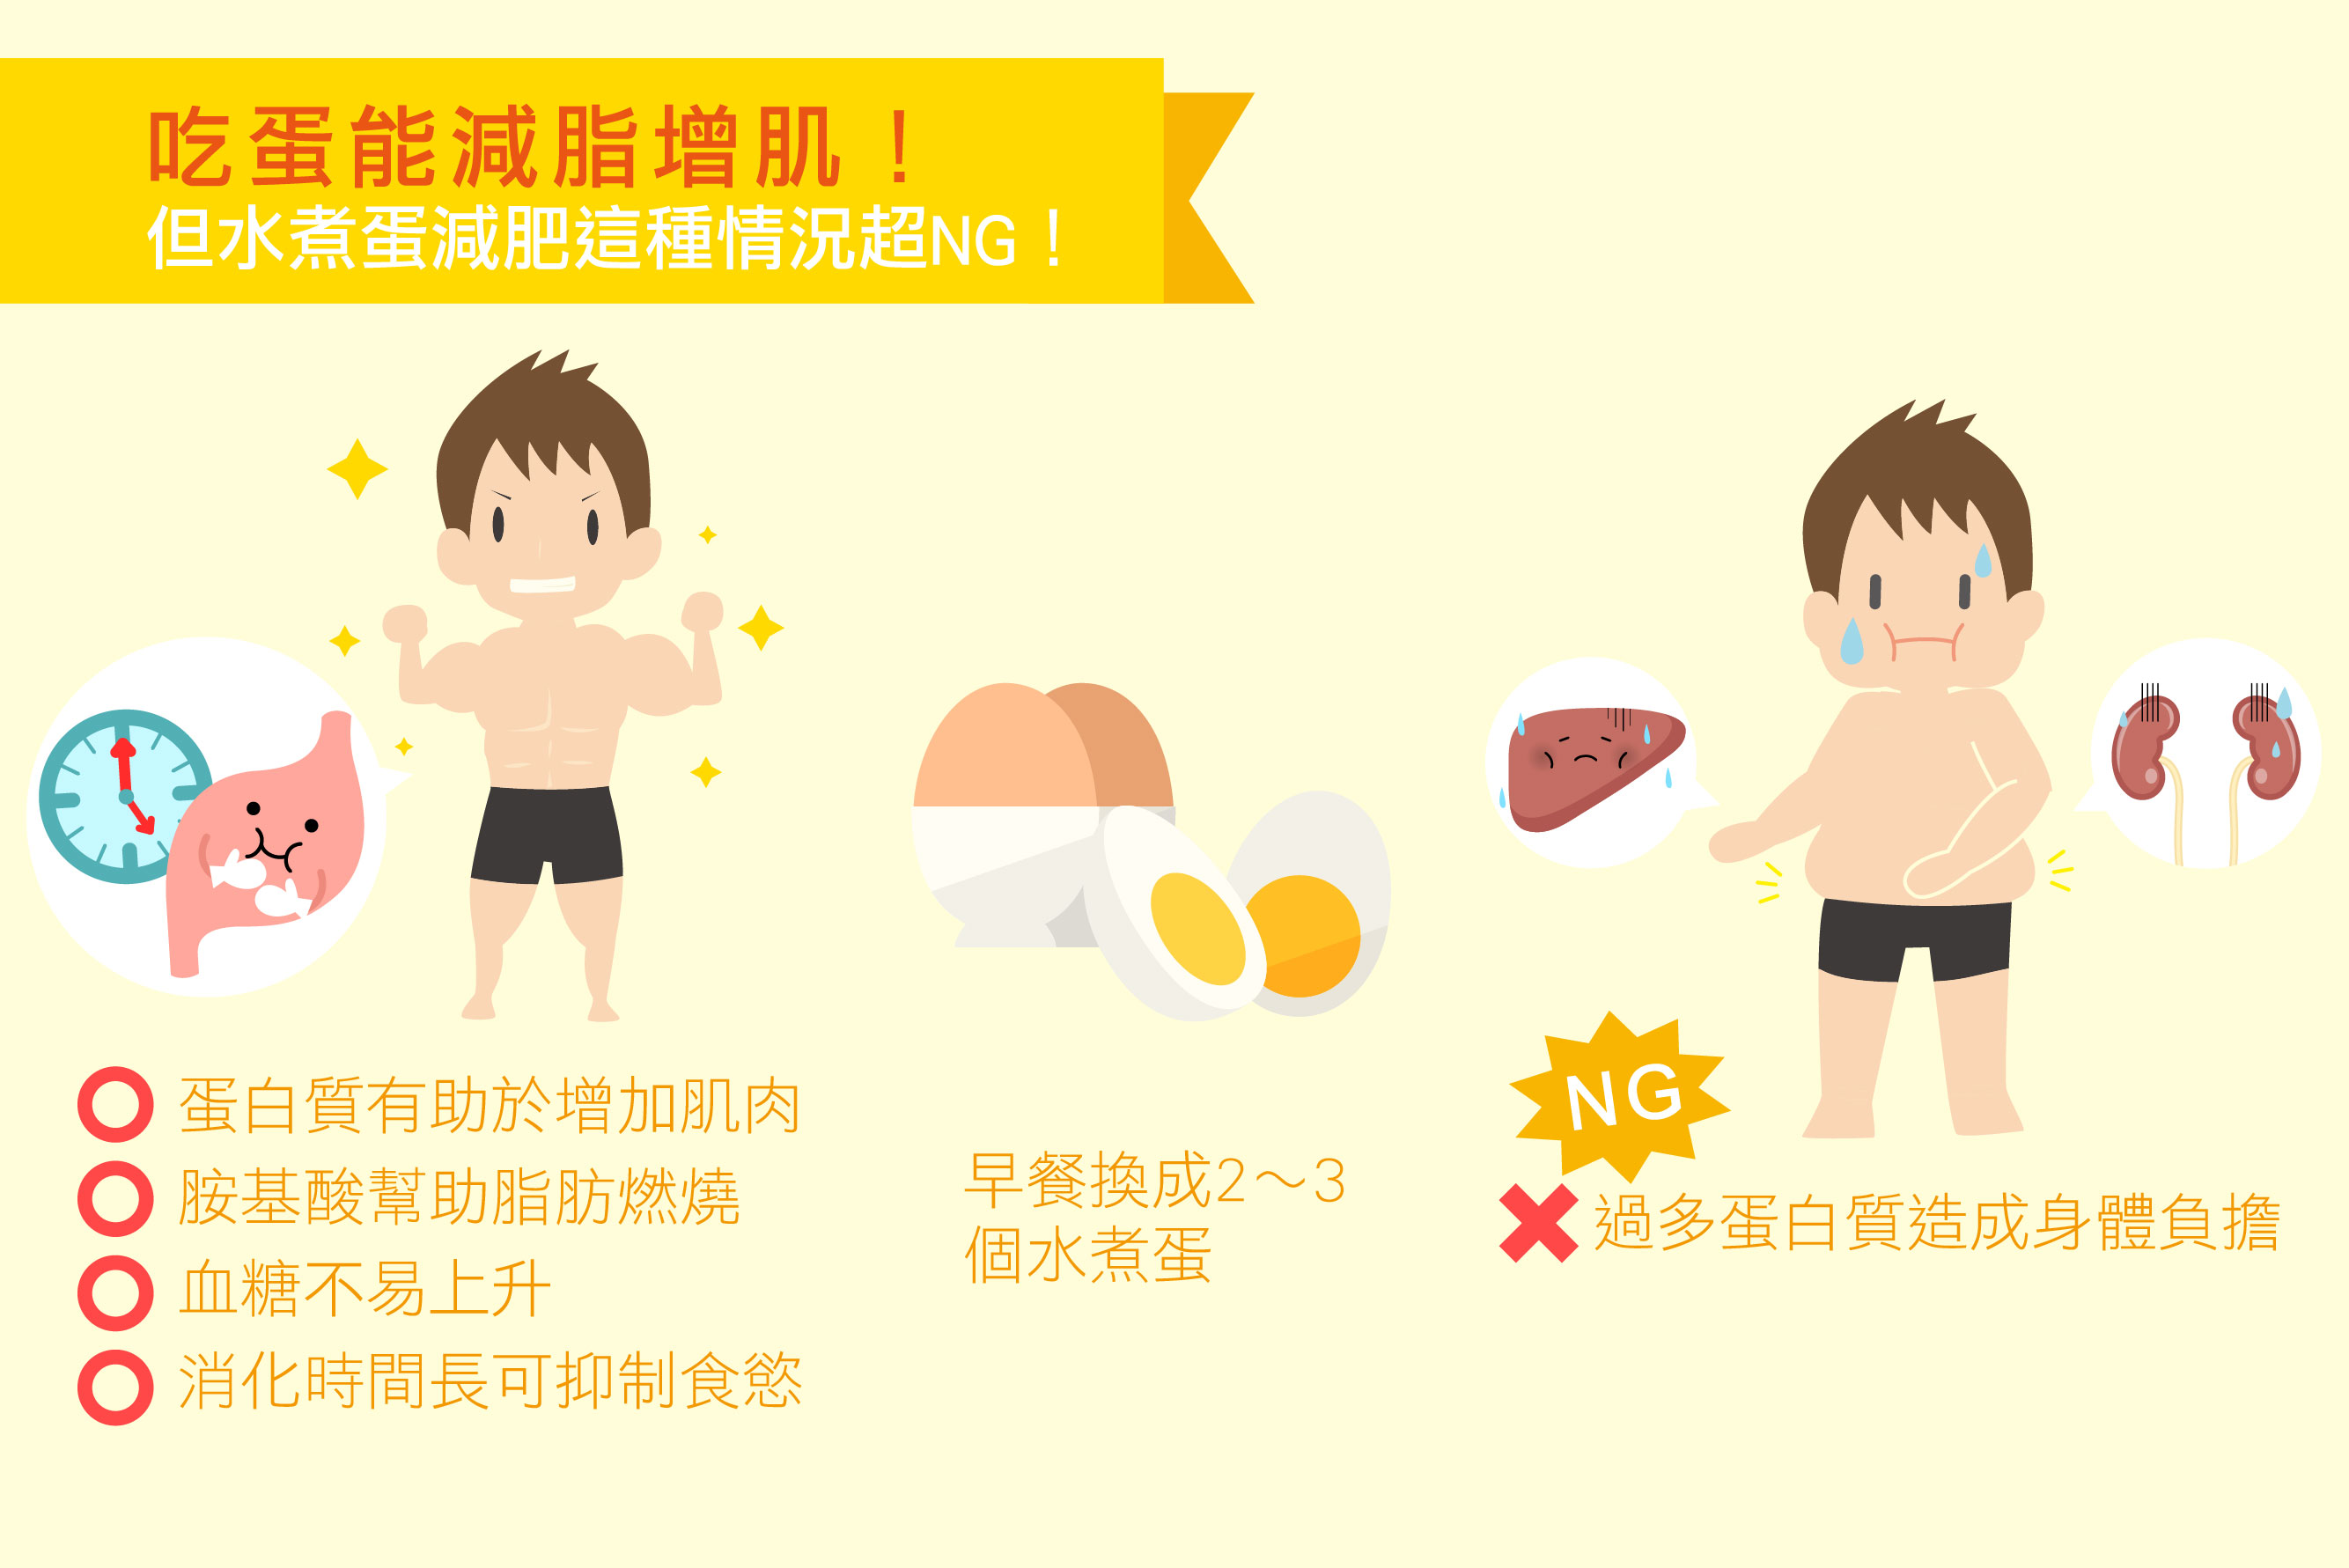 吃蛋能減脂增肌！
但水煮蛋減肥這種情況超NG！
蛋白質有助於增加肌肉
胺基酸幫助脂肪燃燒
血糖不易上升
消化時間長可抑制食慾
早餐換成2～3
個水煮蛋
NG
過多蛋白質造成身體負擔